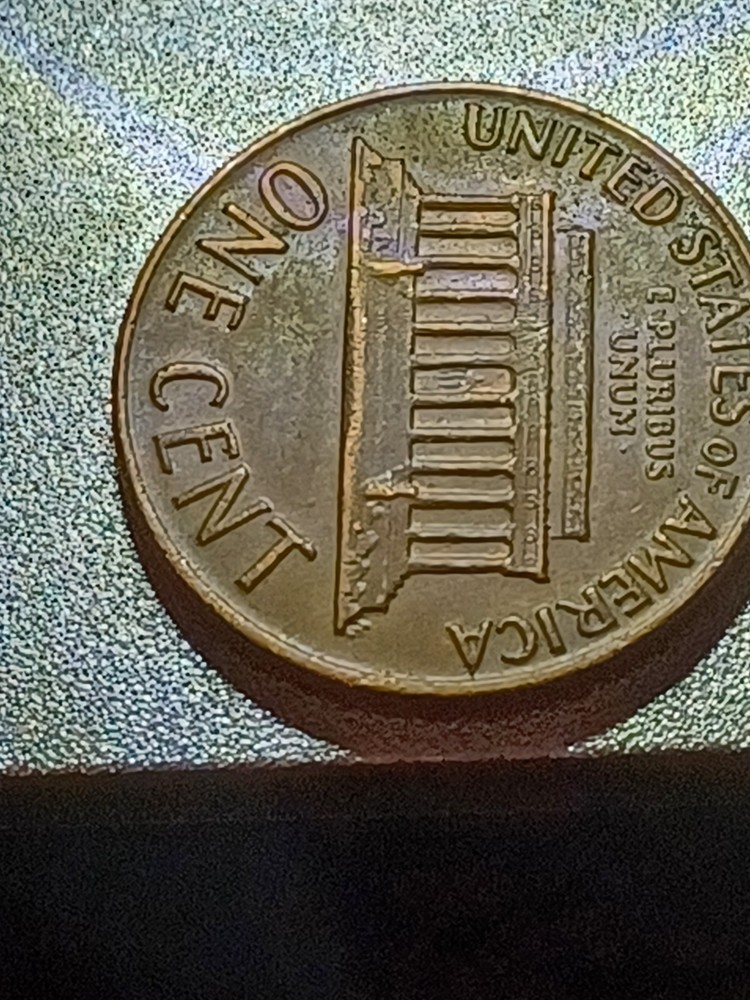 UNITED STATES OF AMERICA
E·PLURIBUS
·UNUM·
ONE CENT